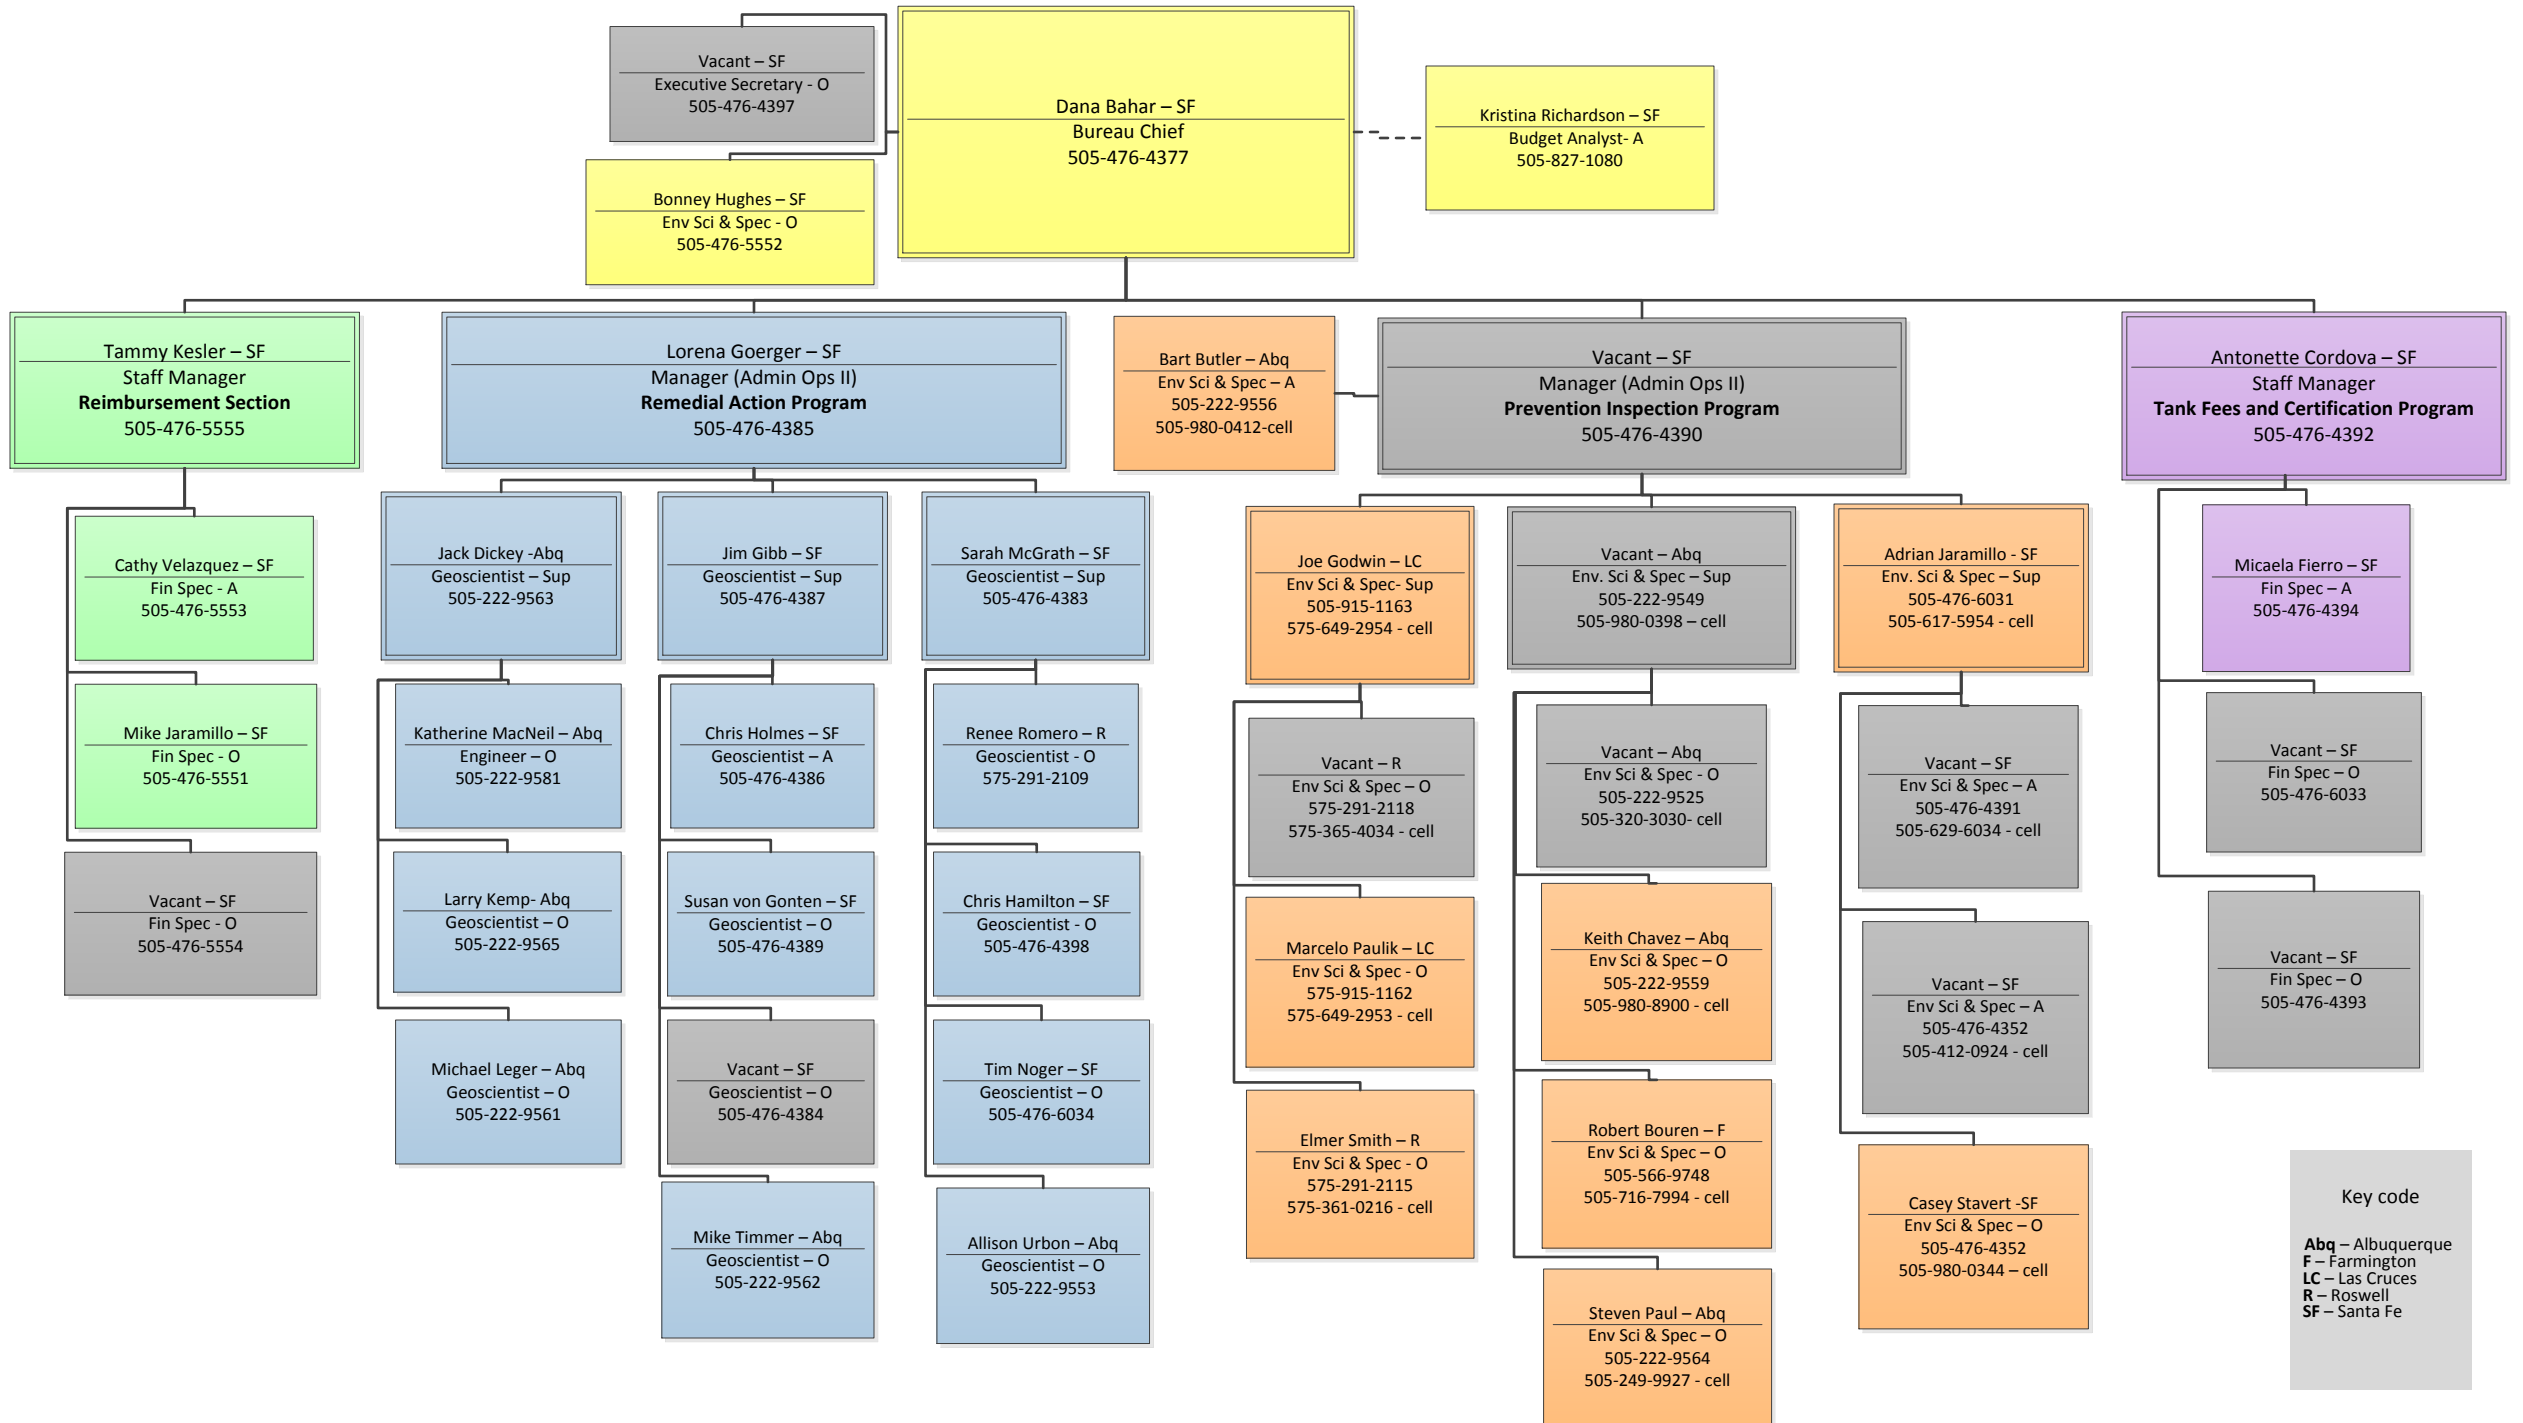 Vacant – SF
Executive Secretary - O
505-476-4397
Dana Bahar – SF
Bureau Chief
505-476-4377
Kristina Richardson – SF
Budget Analyst- A
505-827-1080
Bonney Hughes – SF
Env Sci & Spec - O
505-476-5552
Tammy Kesler – SF
Staff Manager
Reimbursement Section
505-476-5555
Lorena Goerger – SF
Manager (Admin Ops II)
Remedial Action Program
505-476-4385
Bart Butler – Abq
Env Sci & Spec – A
505-222-9556
505-980-0412-cell
Vacant – SF
Manager (Admin Ops II)
Prevention Inspection Program
505-476-4390
Antonette Cordova – SF
Staff Manager
Tank Fees and Certification Program
505-476-4392
Cathy Velazquez – SF
Fin Spec - A
505-476-5553
Mike Jaramillo – SF
Fin Spec - O
505-476-5551
Vacant – SF
Fin Spec - O
505-476-5554
Jack Dickey -Abq
Geoscientist – Sup
505-222-9563
Katherine MacNeil – Abq
Engineer – O
505-222-9581
Larry Kemp- Abq
Geoscientist – O
505-222-9565
Michael Leger – Abq
Geoscientist – O
505-222-9561
Jim Gibb – SF
Geoscientist – Sup
505-476-4387
Chris Holmes – SF
Geoscientist – A
505-476-4386
Susan von Gonten – SF
Geoscientist – O
505-476-4389
Vacant – SF
Geoscientist – O
505-476-4384
Mike Timmer – Abq
Geoscientist – O
505-222-9562
Sarah McGrath – SF
Geoscientist – Sup
505-476-4383
Renee Romero – R
Geoscientist - O
575-291-2109
Chris Hamilton – SF
Geoscientist - O
505-476-4398
Tim Noger – SF
Geoscientist – O
505-476-6034
Allison Urbon – Abq
Geoscientist – O
505-222-9553
Joe Godwin – LC
Env Sci & Spec- Sup
505-915-1163
575-649-2954 - cell
Vacant – R
Env Sci & Spec – O
575-291-2118
575-365-4034 - cell
Marcelo Paulik – LC
Env Sci & Spec - O
575-915-1162
575-649-2953 - cell
Elmer Smith – R
Env Sci & Spec - O
575-291-2115
575-361-0216 - cell
Vacant – Abq
Env. Sci & Spec – Sup
505-222-9549
505-980-0398 – cell
Vacant – Abq
Env Sci & Spec - O
505-222-9525
505-320-3030- cell
Keith Chavez – Abq
Env Sci & Spec – O
505-222-9559
505-980-8900 - cell
Robert Bouren – F
Env Sci & Spec – O
505-566-9748
505-716-7994 - cell
Steven Paul – Abq
Env Sci & Spec – O
505-222-9564
505-249-9927 - cell
Adrian Jaramillo - SF
Env. Sci & Spec – Sup
505-476-6031
505-617-5954 - cell
Vacant – SF
Env Sci & Spec – A
505-476-4391
505-629-6034 - cell
Vacant – SF
Env Sci & Spec – A
505-476-4352
505-412-0924 - cell
Casey Stavert -SF
Env Sci & Spec – O
505-476-4352
505-980-0344 – cell
Micaela Fierro – SF
Fin Spec – A
505-476-4394
Vacant – SF
Fin Spec – O
505-476-6033
Vacant – SF
Fin Spec – O
505-476-4393
Key code
Abq – Albuquerque
F – Farmington
LC – Las Cruces
R – Roswell
SF – Santa Fe